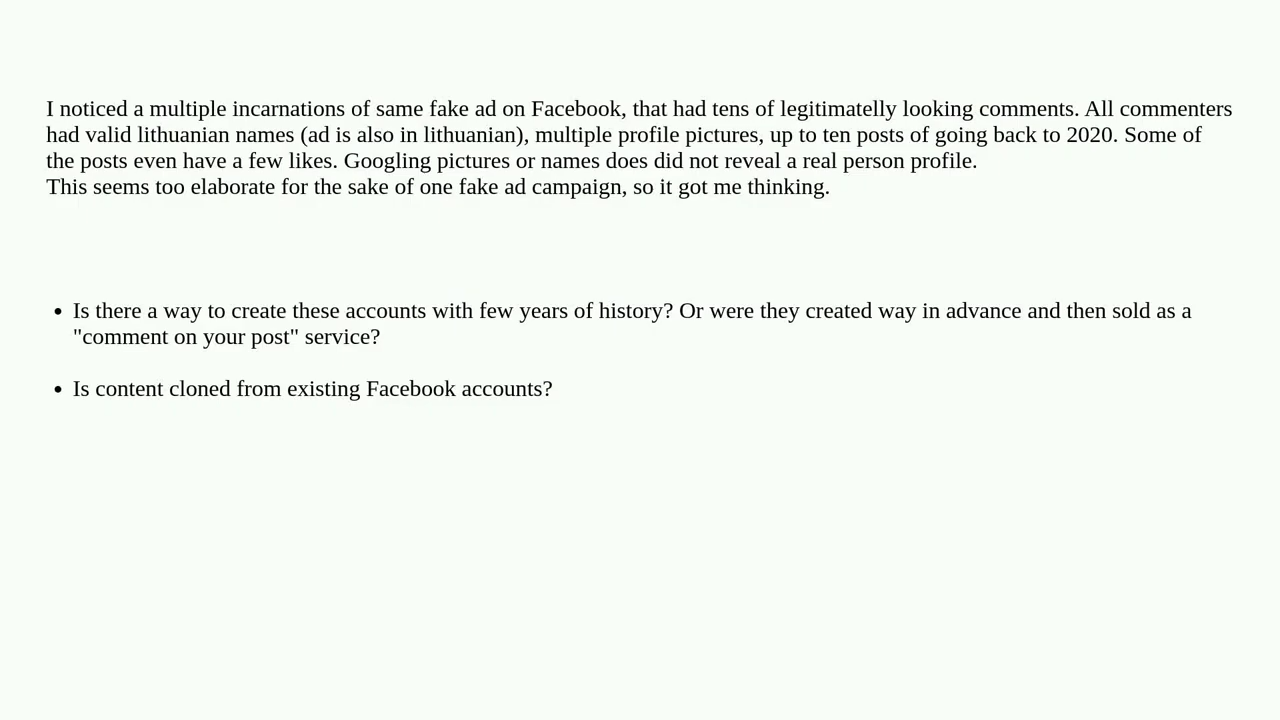 I noticed a multiple incarnations of same fake ad on Facebook, that had tens of legitimatelly looking comments. All commenters
had valid lithuanian names (ad is also in lithuanian), multiple profile pictures, up to ten posts of going back to 2020. Some of
the posts even have a few likes. Googling pictures or names does did not reveal a real person profile.
This seems too elaborate for the sake of one fake ad campaign, so it got me thinking.
• Is there a way to create these accounts with few years of history? Or were they created way in advance and then sold as a
"comment on your post" service?
• Is content cloned from existing Facebook accounts?